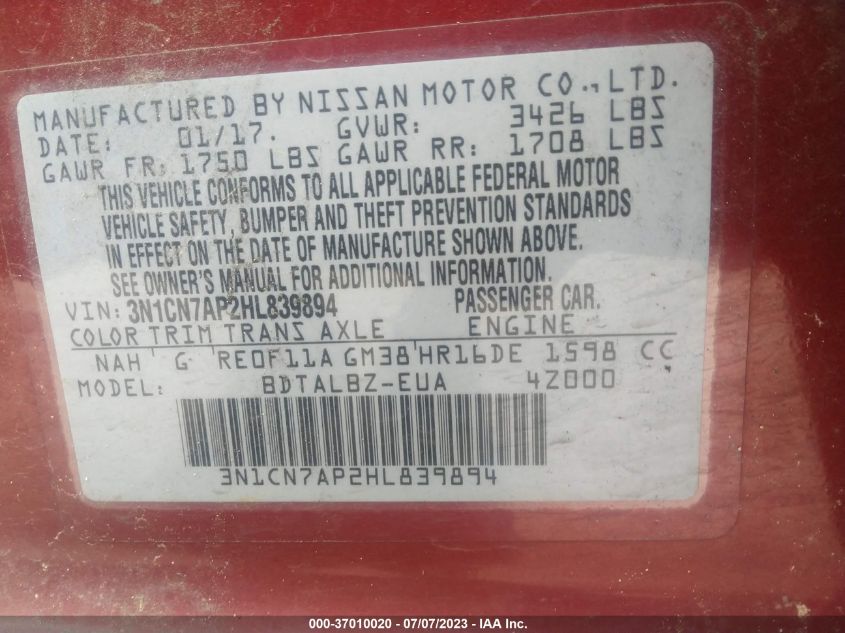 MANUFACTURED BY NISSAN MOTOR CO., LTD.
DATE: 01/17. GVWR: 3426 LBS
GAWR FR: 1750 LBS GAWR RR: 1708 LBS
THIS VEHICLE CONFORMS TO ALL APPLICABLE FEDERAL MOTOR
VEHICLE SAFETY, BUMPER AND THEFT PREVENTION STANDARDS
IN EFFECT ON THE DATE OF MANUFACTURE SHOWN ABOVE.
SEE OWNER'S MANUAL FOR ADDITIONAL INFORMATION.
VIN: 3N1CN7AP2HL839894 PASSENGER CAR.
COLOR TRIM TRANS AXLE ENGINE
NAH G RE0F11A GM38 HR16DE 1598 CC
MODEL: BDTALBZ-EUA 4Z000
3N1CN7AP2HL839894
000-37010020 - 07/07/2023 - IAA Inc.